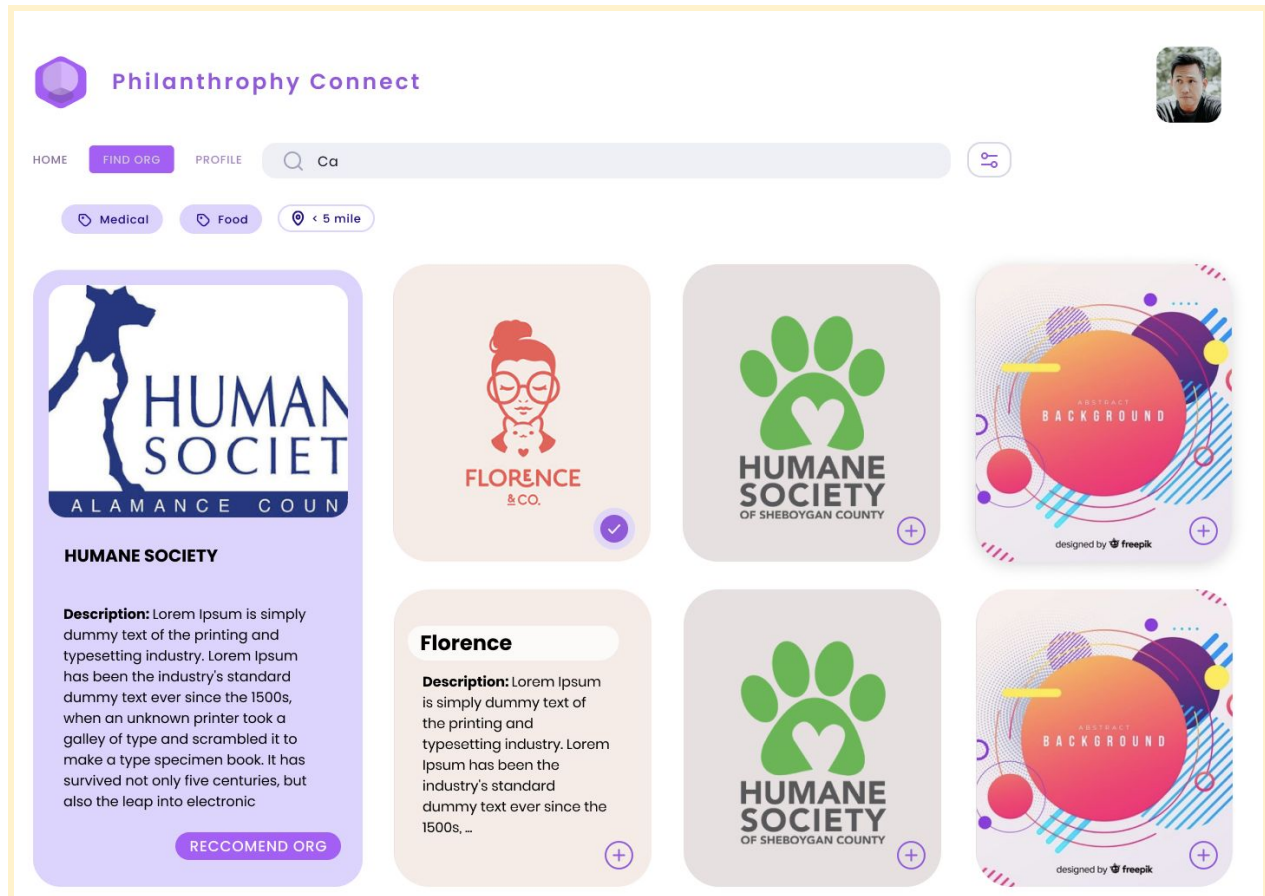 Philanthrophy Connect
HOME
FIND ORG
PROFILE
Ca
Medical
Food
< 5 mile
HUMAN
SOCIET
ALAMANCE COUN
HUMANE SOCIETY
Description: Lorem Ipsum is simply
dummy text of the printing and
typesetting industry. Lorem Ipsum
has been the industry's standard
dummy text ever since the 1500s,
when an unknown printer took a
galley of type and scrambled it to
make a type specimen book. It has
survived not only five centuries, but
also the leap into electronic
RECCOMEND ORG
FLORENCE
& CO.
HUMANE
SOCIETY
OF SHEBOYGAN COUNTY
ABSTRACT
BACKGROUND
designed by freepik
Florence
Description: Lorem Ipsum
is simply dummy text of
the printing and
typesetting industry. Lorem
Ipsum has been the
industry's standard
dummy text ever since the
1500s, ...
HUMANE
SOCIETY
OF SHEBOYGAN COUNTY
ABSTRACT
BACKGROUND
designed by freepik